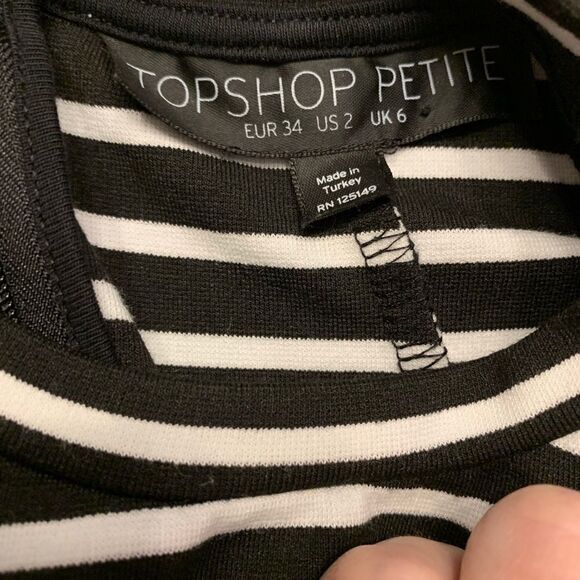 TOPSHOP PETITE
EUR 34 US 2 UK 6
Made in
Turkey
RN 125149